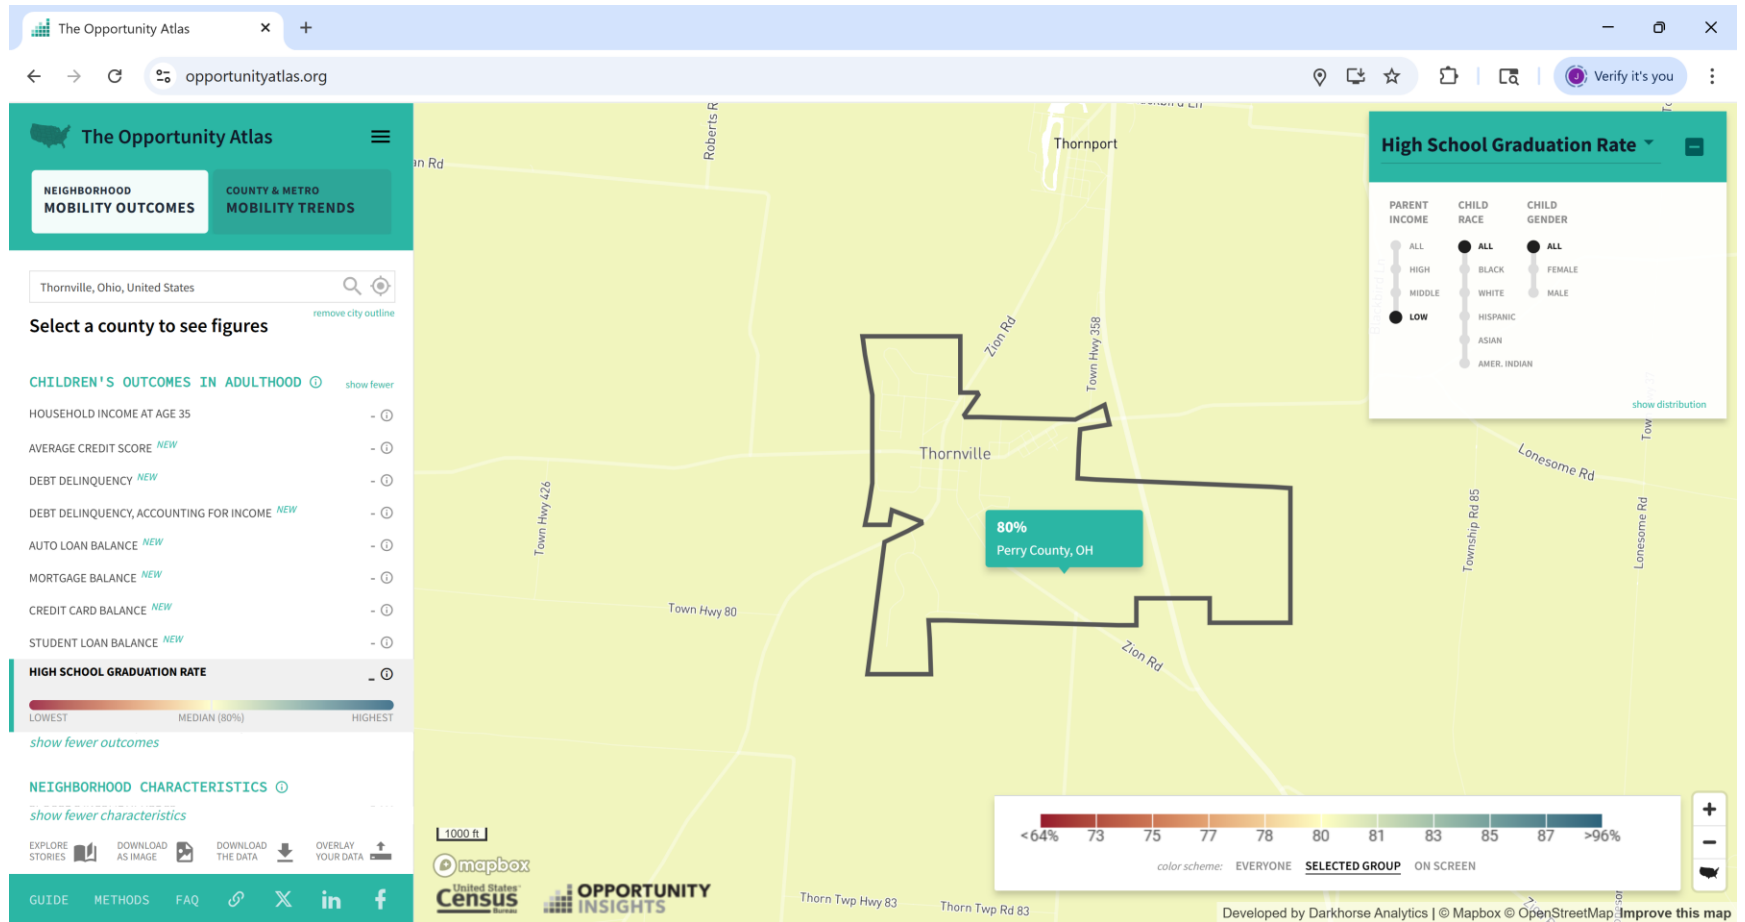 The Opportunity Atlas
opportunityatlas.org
Verify it's you
The Opportunity Atlas
NEIGHBORHOOD
MOBILITY OUTCOMES
COUNTY & METRO
MOBILITY TRENDS
Thornville, Ohio, United States
remove city outline
Select a county to see figures
CHILDREN'S OUTCOMES IN ADULTHOOD
show fewer
HOUSEHOLD INCOME AT AGE 35 -
AVERAGE CREDIT SCORE NEW -
DEBT DELINQUENCY NEW -
DEBT DELINQUENCY, ACCOUNTING FOR INCOME NEW -
AUTO LOAN BALANCE NEW -
MORTGAGE BALANCE NEW -
CREDIT CARD BALANCE NEW -
STUDENT LOAN BALANCE NEW -
HIGH SCHOOL GRADUATION RATE -
LOWEST MEDIAN (80%) HIGHEST
show fewer outcomes
NEIGHBORHOOD CHARACTERISTICS
show fewer characteristics
EXPLORE STORIES
DOWNLOAD AS IMAGE
DOWNLOAD THE DATA
OVERLAY YOUR DATA
GUIDE METHODS FAQ
Roberts R
Thornport
Zion Rd
Town Hwy 358
Thornville
Town Hwy 426
80%
Perry County, OH
Town Hwy 80
Zion Rd
Lonesome Rd
Township Rd 85
Lonesome Rd
Thorn Twp Hwy 83
Thorn Twp Rd 83
High School Graduation Rate
PARENT INCOME
ALL
HIGH
MIDDLE
LOW
CHILD RACE
ALL
BLACK
WHITE
HISPANIC
ASIAN
AMER. INDIAN
CHILD GENDER
ALL
FEMALE
MALE
show distribution
<64% 73 75 77 78 80 81 83 85 87 >96%
color scheme: EVERYONE SELECTED GROUP ON SCREEN
1000 ft
mapbox
United States
Census
Bureau
OPPORTUNITY
INSIGHTS
Developed by Darkhorse Analytics | © Mapbox © OpenStreetMap Improve this map